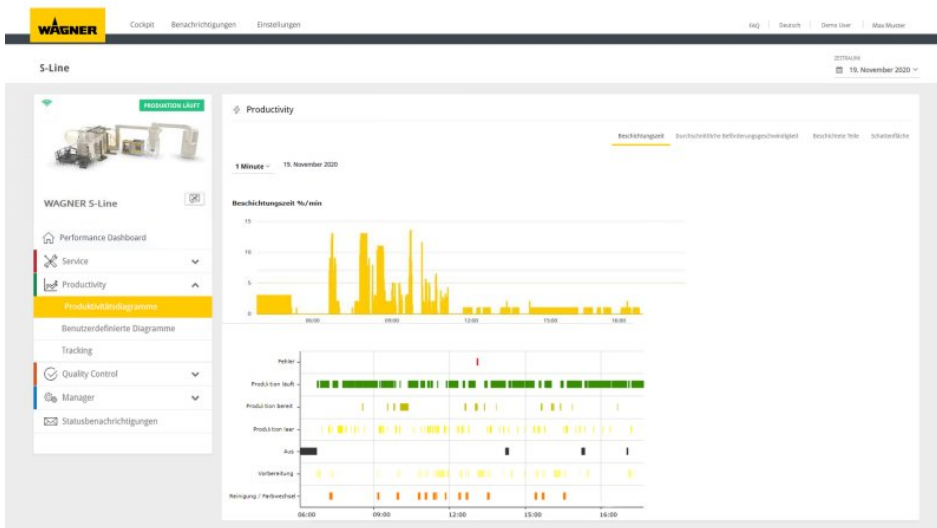 WAGNER
Cockpit Benachrichtigungen Einstellungen
FAQ Deutsch Demo User Max Muster
S-Line
ZEITRAUM:
19. November 2020
PRODUKTION LÄUFT
WAGNER S-Line
Performance Dashboard
Service
Productivity
Produktivitätsdiagramme
Benutzerdefinierte Diagramme
Tracking
Quality Control
Manager
Statusbenachrichtigungen
Productivity
Beschichtungszeit Durchschnittliche Beförderungsgeschwindigkeit Beschichtete Teile Schattenfläche
1 Minute 19. November 2020
Beschichtungszeit %/min
15
10
5
0
06:00 09:00 12:00 15:00 18:00
Fehler
Produktion läuft
Produktion bereit
Produktion leer
Aus
Vorbereitung
Reinigung / Farbwechsel
06:00 09:00 12:00 15:00 18:00